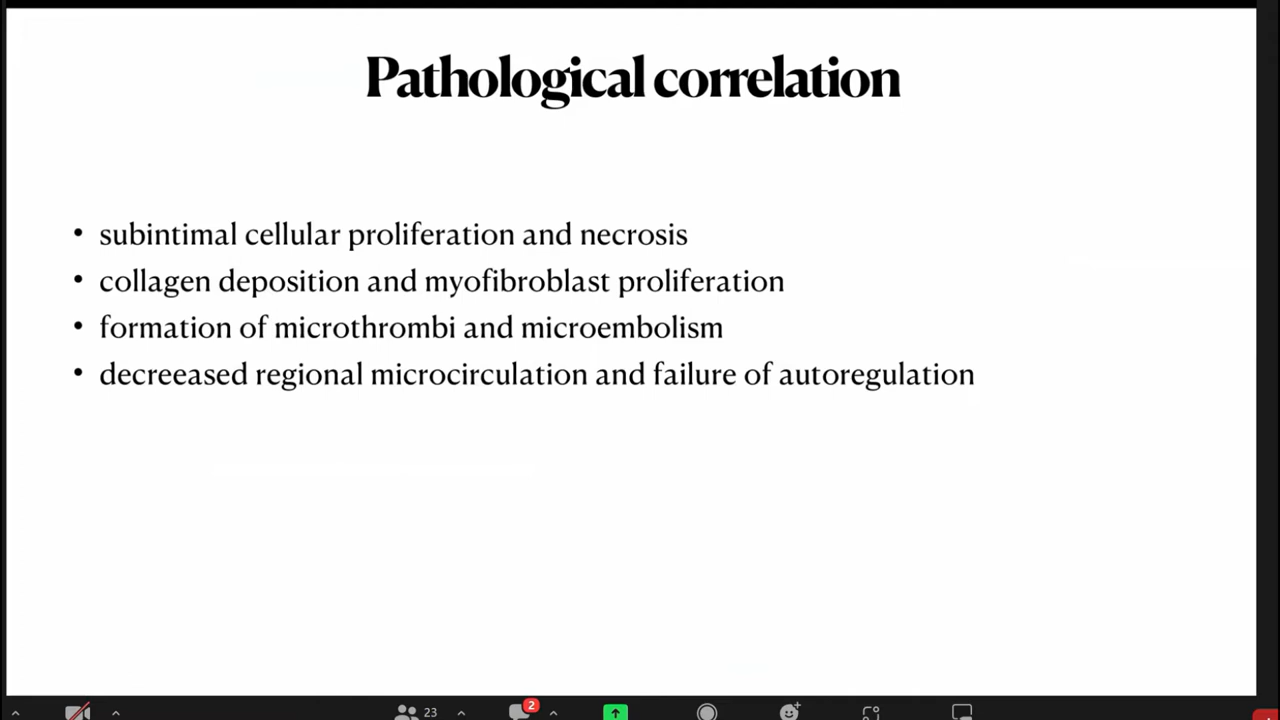 Pathological correlation
• subintimal cellular proliferation and necrosis
• collagen deposition and myofibroblast proliferation
• formation of microthrombi and microembolism
• decreeased regional microcirculation and failure of autoregulation
23
2